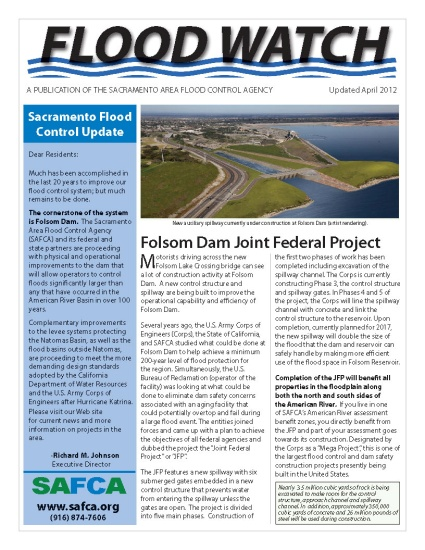 FLOOD WATCH
A PUBLICATION OF THE SACRAMENTO AREA FLOOD CONTROL AGENCY
Updated April 2012
Sacramento Flood
Control Update
Dear Residents:
Much has been accomplished in
the last 20 years to improve our
flood control system; but much
remains to be done.
The cornerstone of the system
is Folsom Dam. The Sacramento
Area Flood Control Agency
(SAFCA) and its federal and
state partners are proceeding
with physical and operational
improvements to the dam that
will allow operators to control
floods significantly larger than
any that have occurred in the
American River Basin in over 100
years.
Complementary improvements
to the levee systems protecting
the Natomas Basin, as well as the
flood basins outside Natomas,
are proceeding to meet the more
demanding design standards
adopted by the California
Department of Water Resources
and the U.S. Army Corps of
Engineers after Hurricane Katrina.
Please visit our Web site
for current news and more
information on projects in the
area.
-Richard M. Johnson
Executive Director
SAFCA
www.safca.org
(916) 874-7606
New auxiliary spillway currently under construction at Folsom Dam (artist rendering).
Folsom Dam Joint Federal Project
Motorists driving across the new
Folsom Lake Crossing bridge can see
a lot of construction activity at Folsom
Dam. A new control structure and
spillway are being built to improve the
operational capability and efficiency of
Folsom Dam.
Several years ago, the U.S. Army Corps of
Engineers (Corps), the State of California,
and SAFCA studied what could be done at
Folsom Dam to help achieve a minimum
200-year level of flood protection for
the region. Simultaneously, the U.S.
Bureau of Reclamation (operator of the
facility) was looking at what could be
done to eliminate dam safety concerns
associated with an aging facility that
could potentially overtop and fail during
a large flood event. The entities joined
forces and came up with a plan to achieve
the objectives of all federal agencies and
dubbed the project the "Joint Federal
Project" or "JFP".
The JFP features a new spillway with six
submerged gates embedded in a new
control structure that prevents water
from entering the spillway unless the
gates are open. The project is divided
into five main phases. Construction of
the first two phases of work has been
completed including excavation of the
spillway channel. The Corps is currently
constructing Phase 3, the control structure
and spillway gates. In Phases 4 and 5 of
the project, the Corps will line the spillway
channel with concrete and link the
control structure to the reservoir. Upon
completion, currently planned for 2017,
the new spillway will double the size of
the flood that the dam and reservoir can
safely handle by making more efficient
use of the flood space in Folsom Reservoir.
Completion of the JFP will benefit all
properties in the floodplain along
both the north and south sides of
the American River. If you live in one
of SAFCA's American River assessment
benefit zones, you directly benefit from
the JFP and part of your assessment goes
towards its construction. Designated by
the Corps as a "Mega Project", this is one of
the largest flood control and dam safety
construction projects presently being
built in the United States.
Nearly 3.5 million cubic yards of rock is being
excavated to make room for the control
structure, approach channel and spillway
channel. In addition, approximately 350,000
cubic yards of concrete and 26 million pounds of
steel will be used during construction.